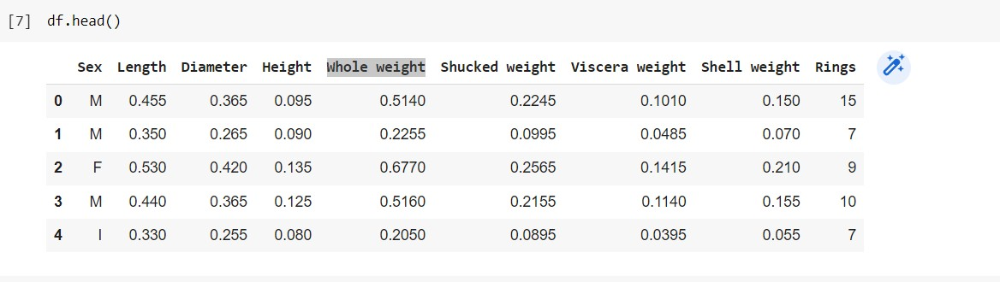 [7] df.head()
Sex Length Diameter Height Whole weight Shucked weight Viscera weight Shell weight Rings
0 M 0.455 0.365 0.095 0.5140 0.2245 0.1010 0.150 15
1 M 0.350 0.265 0.090 0.2255 0.0995 0.0485 0.070 7
2 F 0.530 0.420 0.135 0.6770 0.2565 0.1415 0.210 9
3 M 0.440 0.365 0.125 0.5160 0.2155 0.1140 0.155 10
4 I 0.330 0.255 0.080 0.2050 0.0895 0.0395 0.055 7